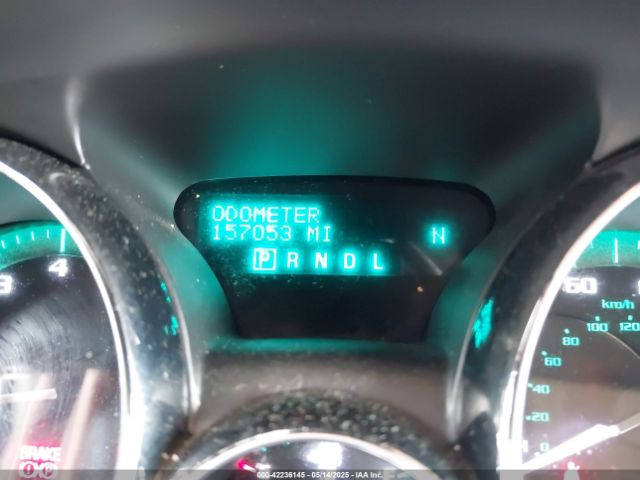 ODOMETER
157053 MI N
P R N D L
3 4
60
km/h
80 100 120
60
40
20
0
BRAKE
000-42236145 - 05/14/2025 - IAA Inc.